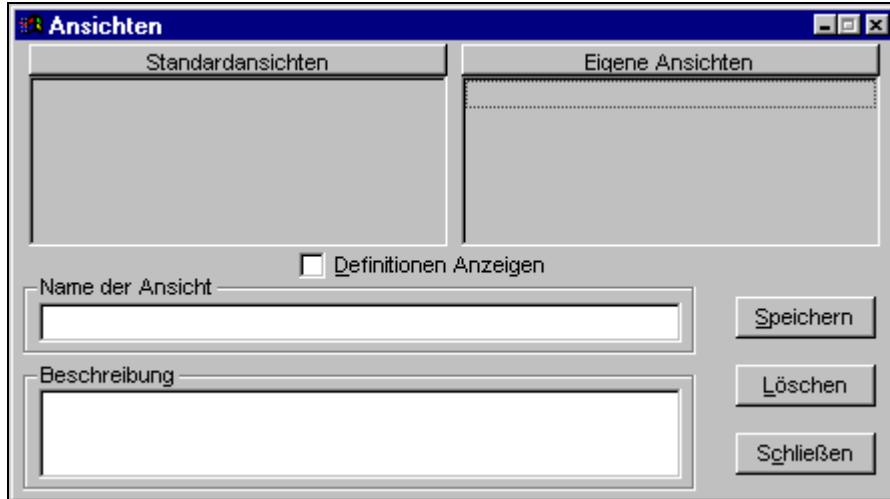 Ansichten
Standardansichten
Eigene Ansichten
Definitionen Anzeigen
Name der Ansicht
Speichern
Beschreibung
Löschen
Schließen